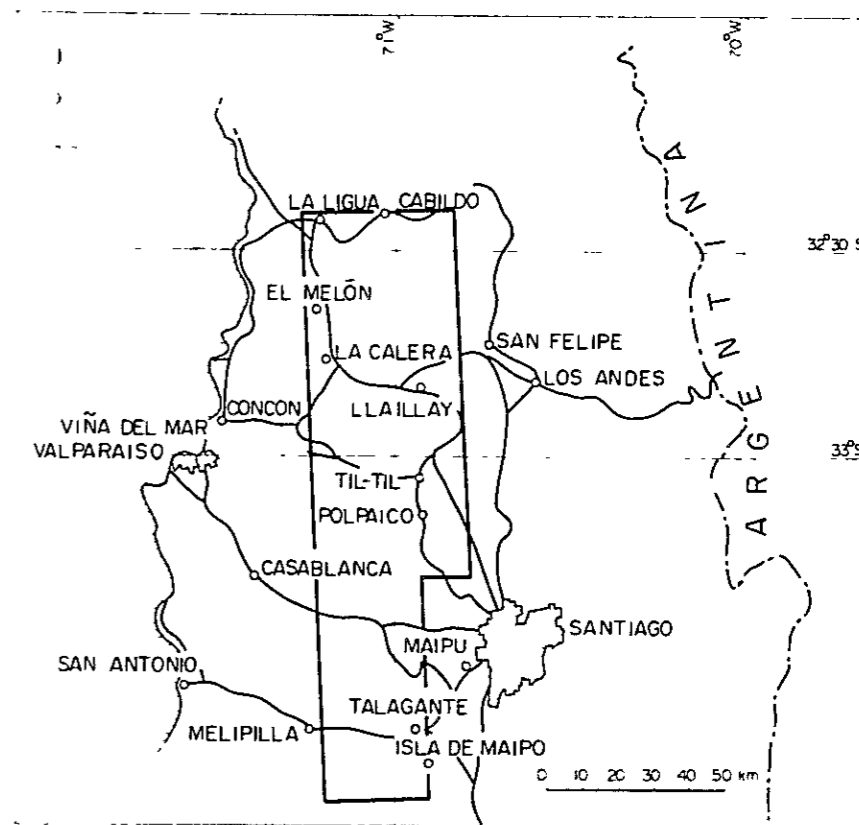 71°W
70°W
LA LIGUA CABILDO
32°30 S
EL MELÓN
LA CALERA
SAN FELIPE
LOS ANDES
LLAILLAY
CONCON
VIÑA DEL MAR
VALPARAISO
33°S
TIL-TIL
POLPAICO
CASABLANCA
SANTIAGO
MAIPU
SAN ANTONIO
TALAGANTE
MELIPILLA
ISLA DE MAIPO
ARGENTINA
0 10 20 30 40 50 km